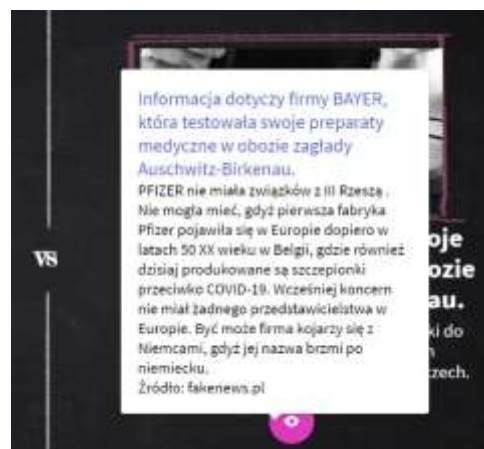 Informacja dotyczy firmy BAYER,
która testowała swoje preparaty
medyczne w obozie zagłady
Auschwitz-Birkenau.
PFIZER nie miała związków z III Rzeszą .
Nie mogła mieć, gdyż pierwsza fabryka
Pfizer pojawiła się w Europie dopiero w
latach 50 XX wieku w Belgii, gdzie również
dzisiaj produkowane są szczepionki
przeciwko COVID-19. Wcześniej koncern
nie miał żadnego przedstawicielstwa w
Europie. Być może firma kojarzy się z
Niemcami, gdyż jej nazwa brzmi po
niemiecku.
Źródło: fakenews.pl
VS
oje
ozie
au.
ki do
zech.